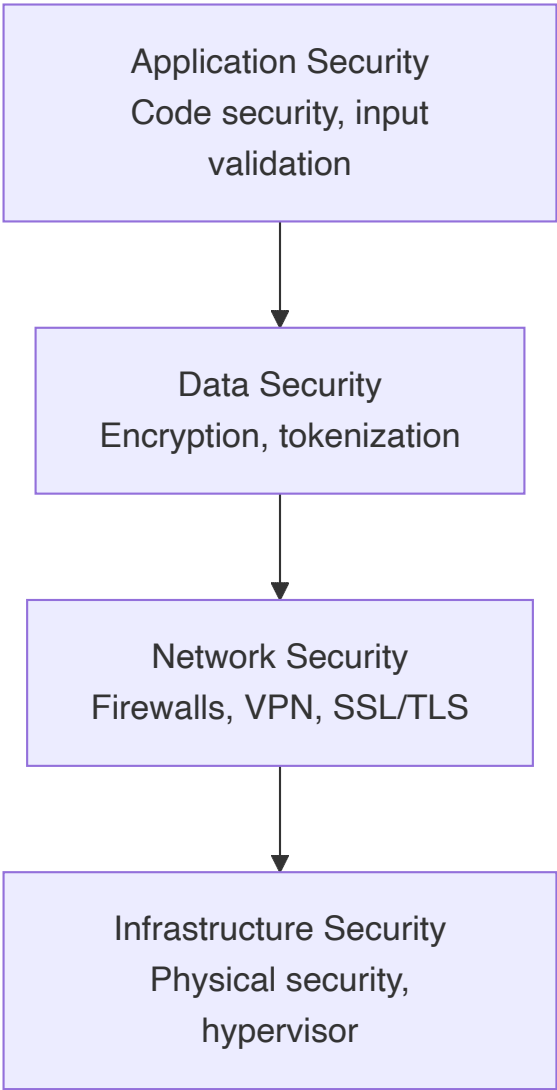 Application Security
Code security, input
validation
Data Security
Encryption, tokenization
Network Security
Firewalls, VPN, SSL/TLS
Infrastructure Security
Physical security,
hypervisor